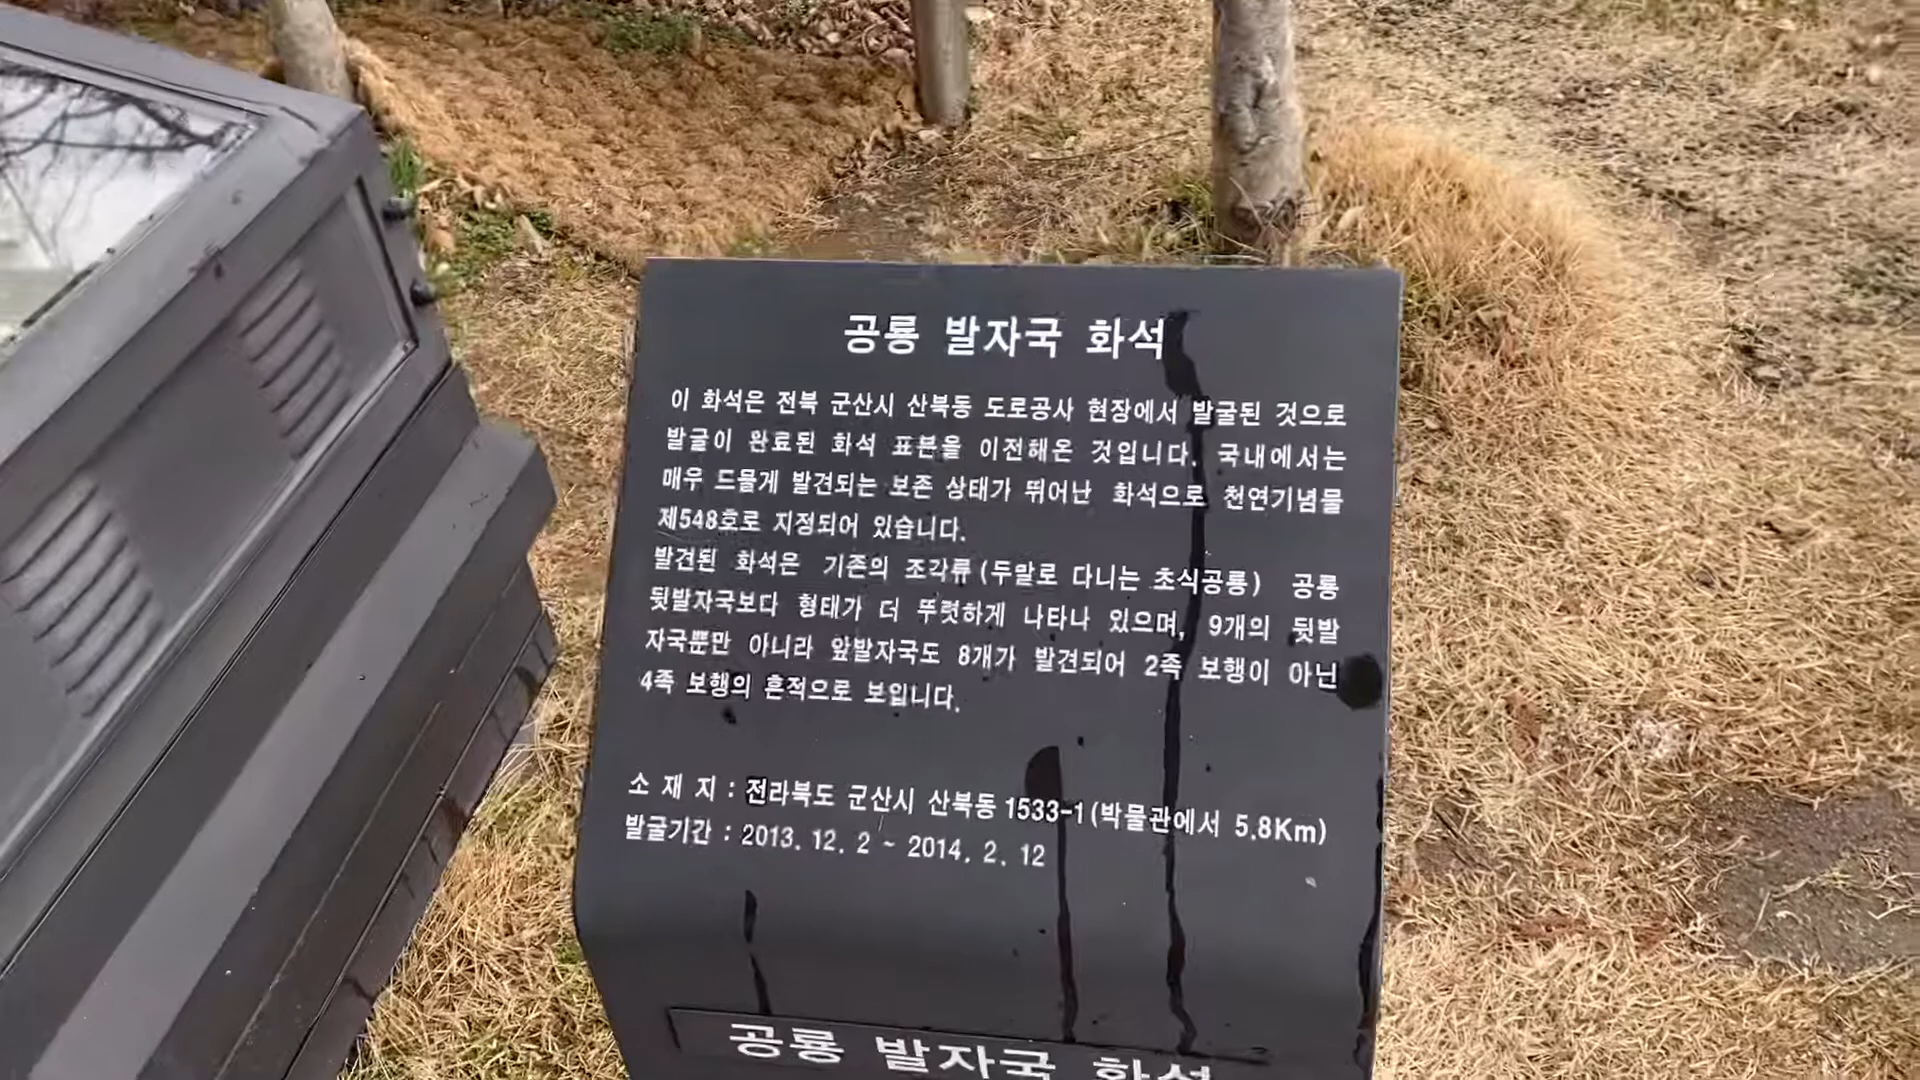 공룡 발자국 화석
이 화석은 전북 군산시 산북동 도로공사 현장에서 발굴된 것으로
발굴이 완료된 화석 표본을 이전해온 것입니다. 국내에서는
매우 드물게 발견되는 보존 상태가 뛰어난 화석으로 천연기념물
제548호로 지정되어 있습니다.
발견된 화석은 기존의 조각류(두말로 다니는 초식공룡) 공룡
뒷발자국보다 형태가 더 뚜렷하게 나타나 있으며, 9개의 뒷발
자국뿐만 아니라 앞발자국도 8개가 발견되어 2족 보행이 아닌
4족 보행의 흔적으로 보입니다.
소 재 지 : 전라북도 군산시 산북동 1533-1(박물관에서 5.8Km)
발굴기간 : 2013. 12. 2 ~ 2014. 2. 12
공룡 발자국 화석